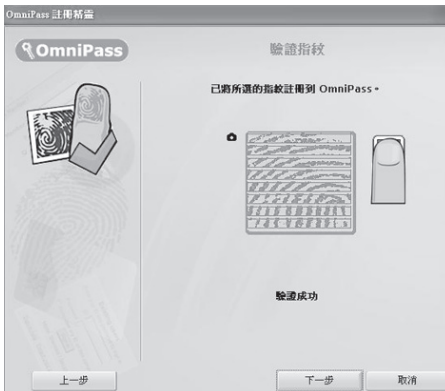 OmniPass 註冊精靈
OmniPass
驗證指紋
已將所選的指紋註冊到 OmniPass。
驗證成功
上一步
下一步
取消